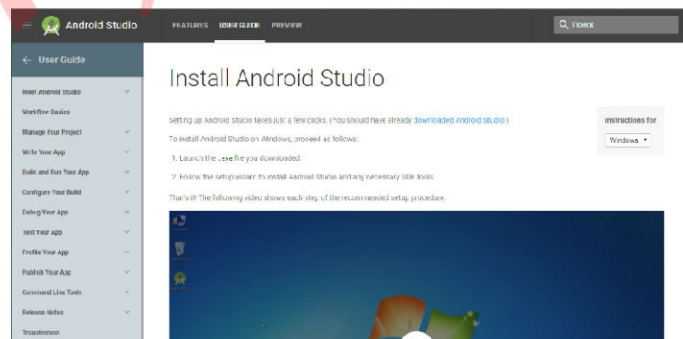 Android Studio
FEATURES USER GUIDE PREVIEW
Поиск
← User Guide
Meet Android Studio
Workflow Basics
Manage Your Project
Write Your App
Build and Run Your App
Configure Your Build
Debug Your App
Test Your App
Profile Your App
Publish Your App
Command Line Tools
Release Notes
Troubleshoot
Install Android Studio
Setting up Android Studio takes just a few clicks. (You should have already downloaded Android Studio.)
To install Android Studio on Windows, proceed as follows:
1. Launch the .exe file you downloaded.
2. Follow the setup wizard to install Android Studio and any necessary SDK tools.
That's it! The following video shows each step of the recommended setup procedure.
Instructions for
Windows